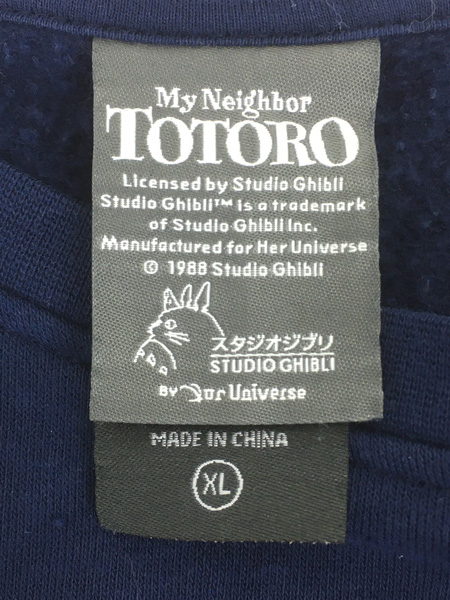 My Neighbor
TOTORO
Licensed by Studio Ghibli
Studio Ghibli™ is a trademark
of Studio Ghibli Inc.
Manufactured for Her Universe
© 1988 Studio Ghibli
スタジオジブリ
STUDIO GHIBLI
BY Her Universe
MADE IN CHINA
XL